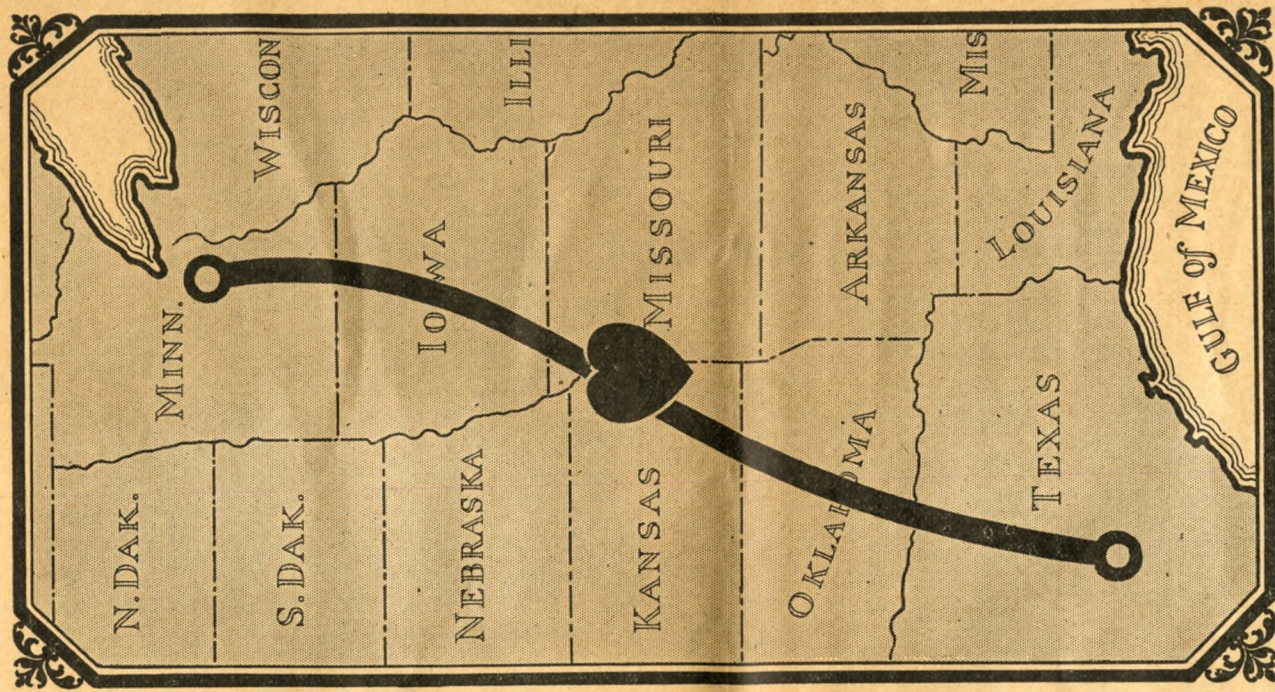 MINN.
WISCON
N. DAK.
S. DAK.
IOWA
ILLI
NEBRASKA
MISSOURI
KANSAS
ARKANSAS
MIS
OKLAHOMA
LOUISIANA
TEXAS
GULF of MEXICO